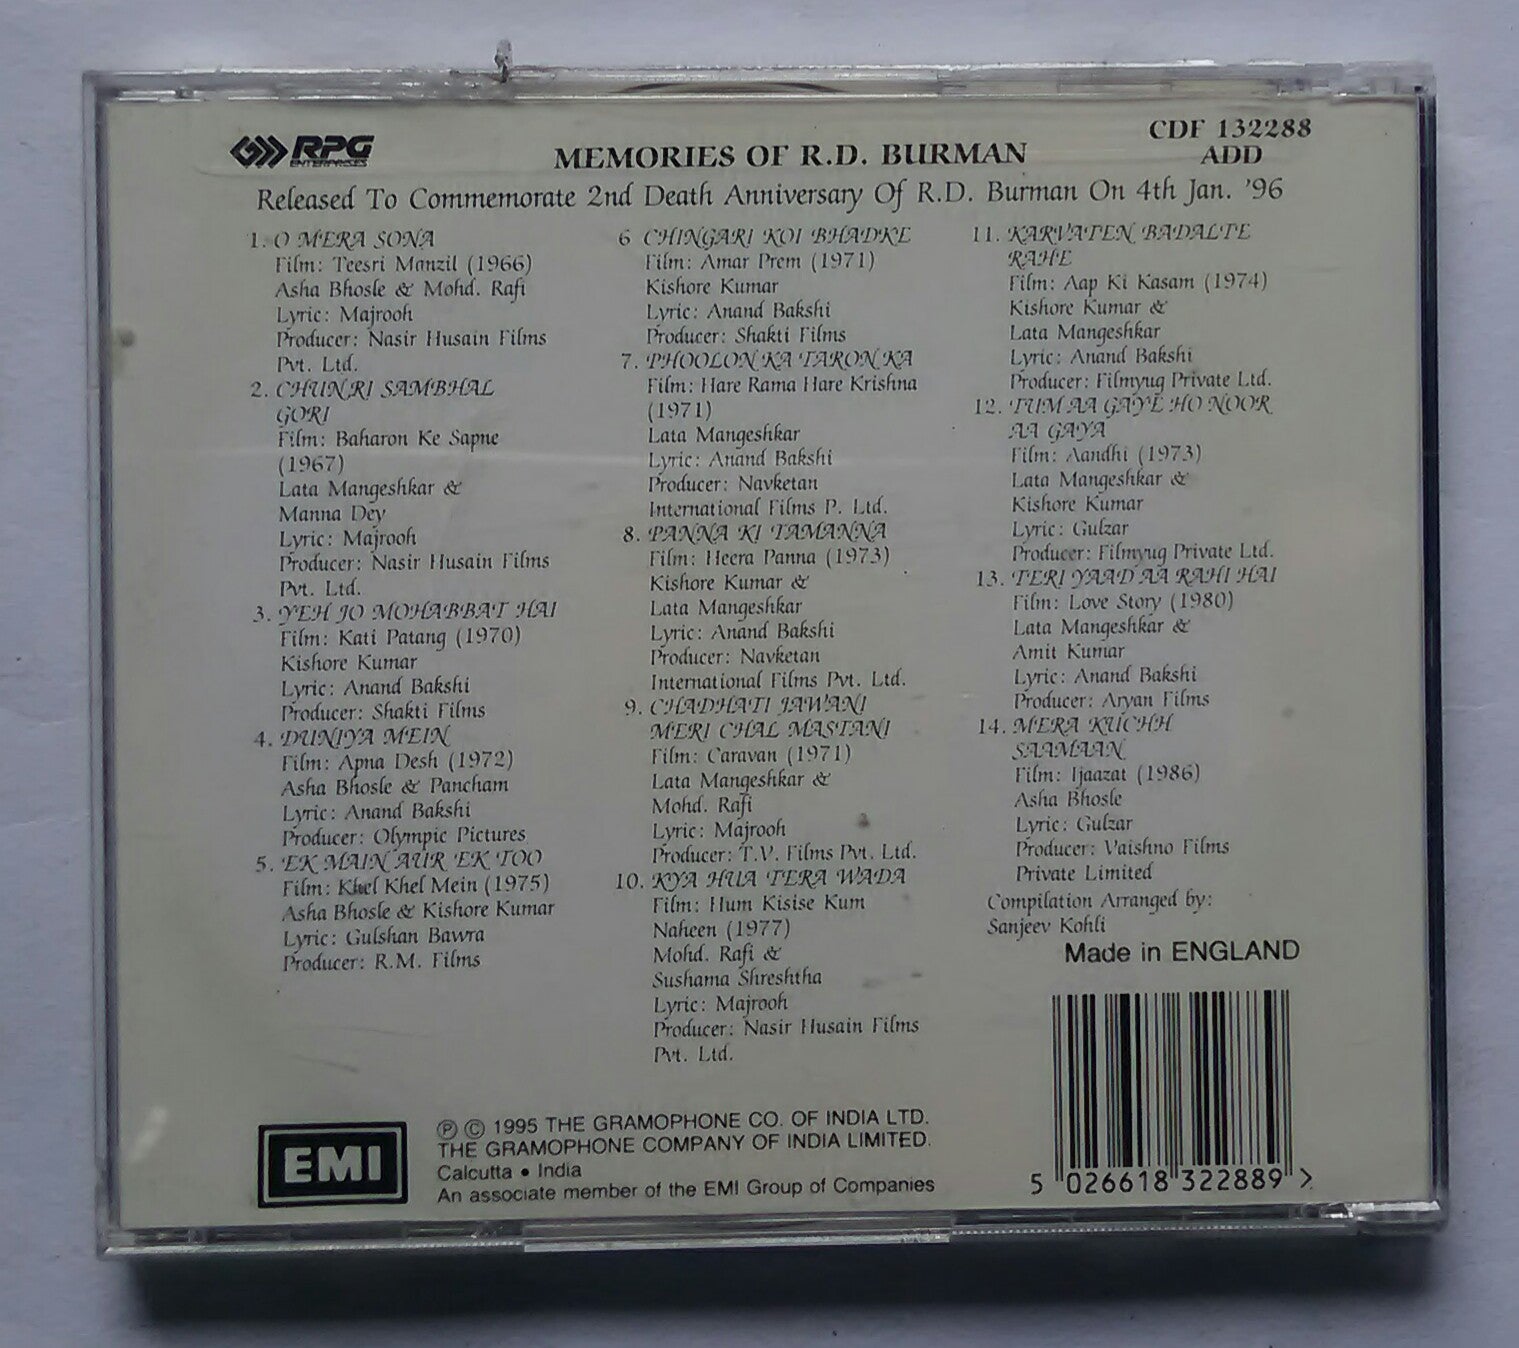 RPG
ENTERPRISES
MEMORIES OF R.D. BURMAN
CDF 132288
ADD
Released To Commemorate 2nd Death Anniversary Of R.D. Burman On 4th Jan. '96
1. O MERA SONA
Film: Teesri Manzil (1966)
Asha Bhosle & Mohd. Rafi
Lyric: Majrooh
Producer: Nasir Husain Films
Pvt. Ltd.
2. CHUNRI SAMBHAL
GORI
Film: Baharon Ke Sapne
(1967)
Lata Mangeshkar &
Manna Dey
Lyric: Majrooh
Producer: Nasir Husain Films
Pvt. Ltd.
3. YEH JO MOHABBAT HAI
Film: Kati Patang (1970)
Kishore Kumar
Lyric: Anand Bakshi
Producer: Shakti Films
4. DUNIYA MEIN
Film: Apna Desh (1972)
Asha Bhosle & Pancham
Lyric: Anand Bakshi
Producer: Olympic Pictures
5. EK MAIN AUR EK TOO
Film: Khel Khel Mein (1975)
Asha Bhosle & Kishore Kumar
Lyric: Gulshan Bawra
Producer: R.M. Films
6 CHINGARI KOI BHADKE
Film: Amar Prem (1971)
Kishore Kumar
Lyric: Anand Bakshi
Producer: Shakti Films
7. PHOOLON KA TARON KA
Film: Hare Rama Hare Krishna
(1971)
Lata Mangeshkar
Lyric: Anand Bakshi
Producer: Navketan
International Films P. Ltd.
8. PANNA KI TAMANNA
Film: Heera Panna (1973)
Kishore Kumar &
Lata Mangeshkar
Lyric: Anand Bakshi
Producer: Navketan
International Films Pvt. Ltd.
9. CHADHATI JAWANI
MERI CHAL MASTANI
Film: Caravan (1971)
Lata Mangeshkar &
Mohd. Rafi
Lyric: Majrooh
Producer: T.V. Films Pvt. Ltd.
10. KYA HUA TERA WADA
Film: Hum Kisise Kum
Naheen (1977)
Mohd. Rafi &
Sushama Shreshtha
Lyric: Majrooh
Producer: Nasir Husain Films
Pvt. Ltd.
11. KARVATEN BADALTE
RAHE
Film: Aap Ki Kasam (1974)
Kishore Kumar &
Lata Mangeshkar
Lyric: Anand Bakshi
Producer: Filmyug Private Ltd.
12. TUM AA GAYE HO NOOR
AA GAYA
Film: Aandhi (1973)
Lata Mangeshkar &
Kishore Kumar
Lyric: Gulzar
Producer: Filmyug Private Ltd.
13. TERI YAAD AA RAHI HAI
Film: Love Story (1980)
Lata Mangeshkar &
Amit Kumar
Lyric: Anand Bakshi
Producer: Aryan Films
14. MERA KUCHH
SAAMAAN
Film: Ijaazat (1986)
Asha Bhosle
Lyric: Gulzar
Producer: Vaishno Films
Private Limited
Compilation Arranged by:
Sanjeev Kohli
Made in ENGLAND
EMI
℗ © 1995 THE GRAMOPHONE CO. OF INDIA LTD.
THE GRAMOPHONE COMPANY OF INDIA LIMITED.
Calcutta • India
An associate member of the EMI Group of Companies
5 026618 322889 >